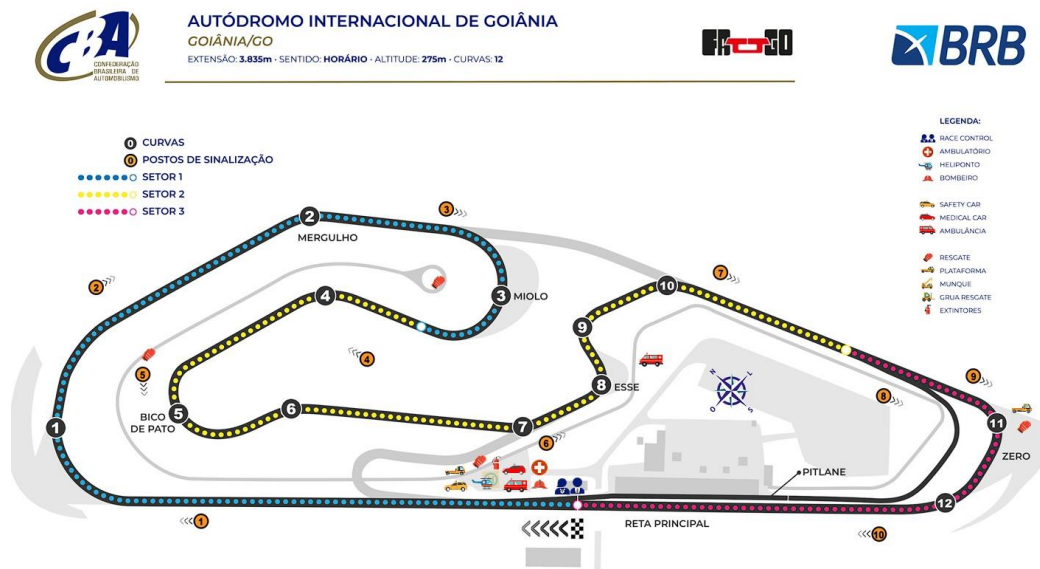 CBA
CONFEDERAÇÃO
BRASILEIRA DE
AUTOMOBILISMO
AUTÓDROMO INTERNACIONAL DE GOIÂNIA
GOIÂNIA/GO
EXTENSÃO: 3.835m · SENTIDO: HORÁRIO · ALTITUDE: 275m · CURVAS: 12
BRB
0 CURVAS
0 POSTOS DE SINALIZAÇÃO
SETOR 1
SETOR 2
SETOR 3
LEGENDA:
RACE CONTROL
AMBULATÓRIO
HELIPONTO
BOMBEIRO
SAFETY CAR
MEDICAL CAR
AMBULÂNCIA
RESGATE
PLATAFORMA
MUNQUE
GRUA RESGATE
EXTINTORES
3
2
MERGULHO
7
2
10
4
3 MIOLO
9
5
4
N L
O S
9
8 ESSE
8
5
BICO
DE PATO
6
7
11
ZERO
1
6
PITLANE
12
RETA PRINCIPAL
1
10